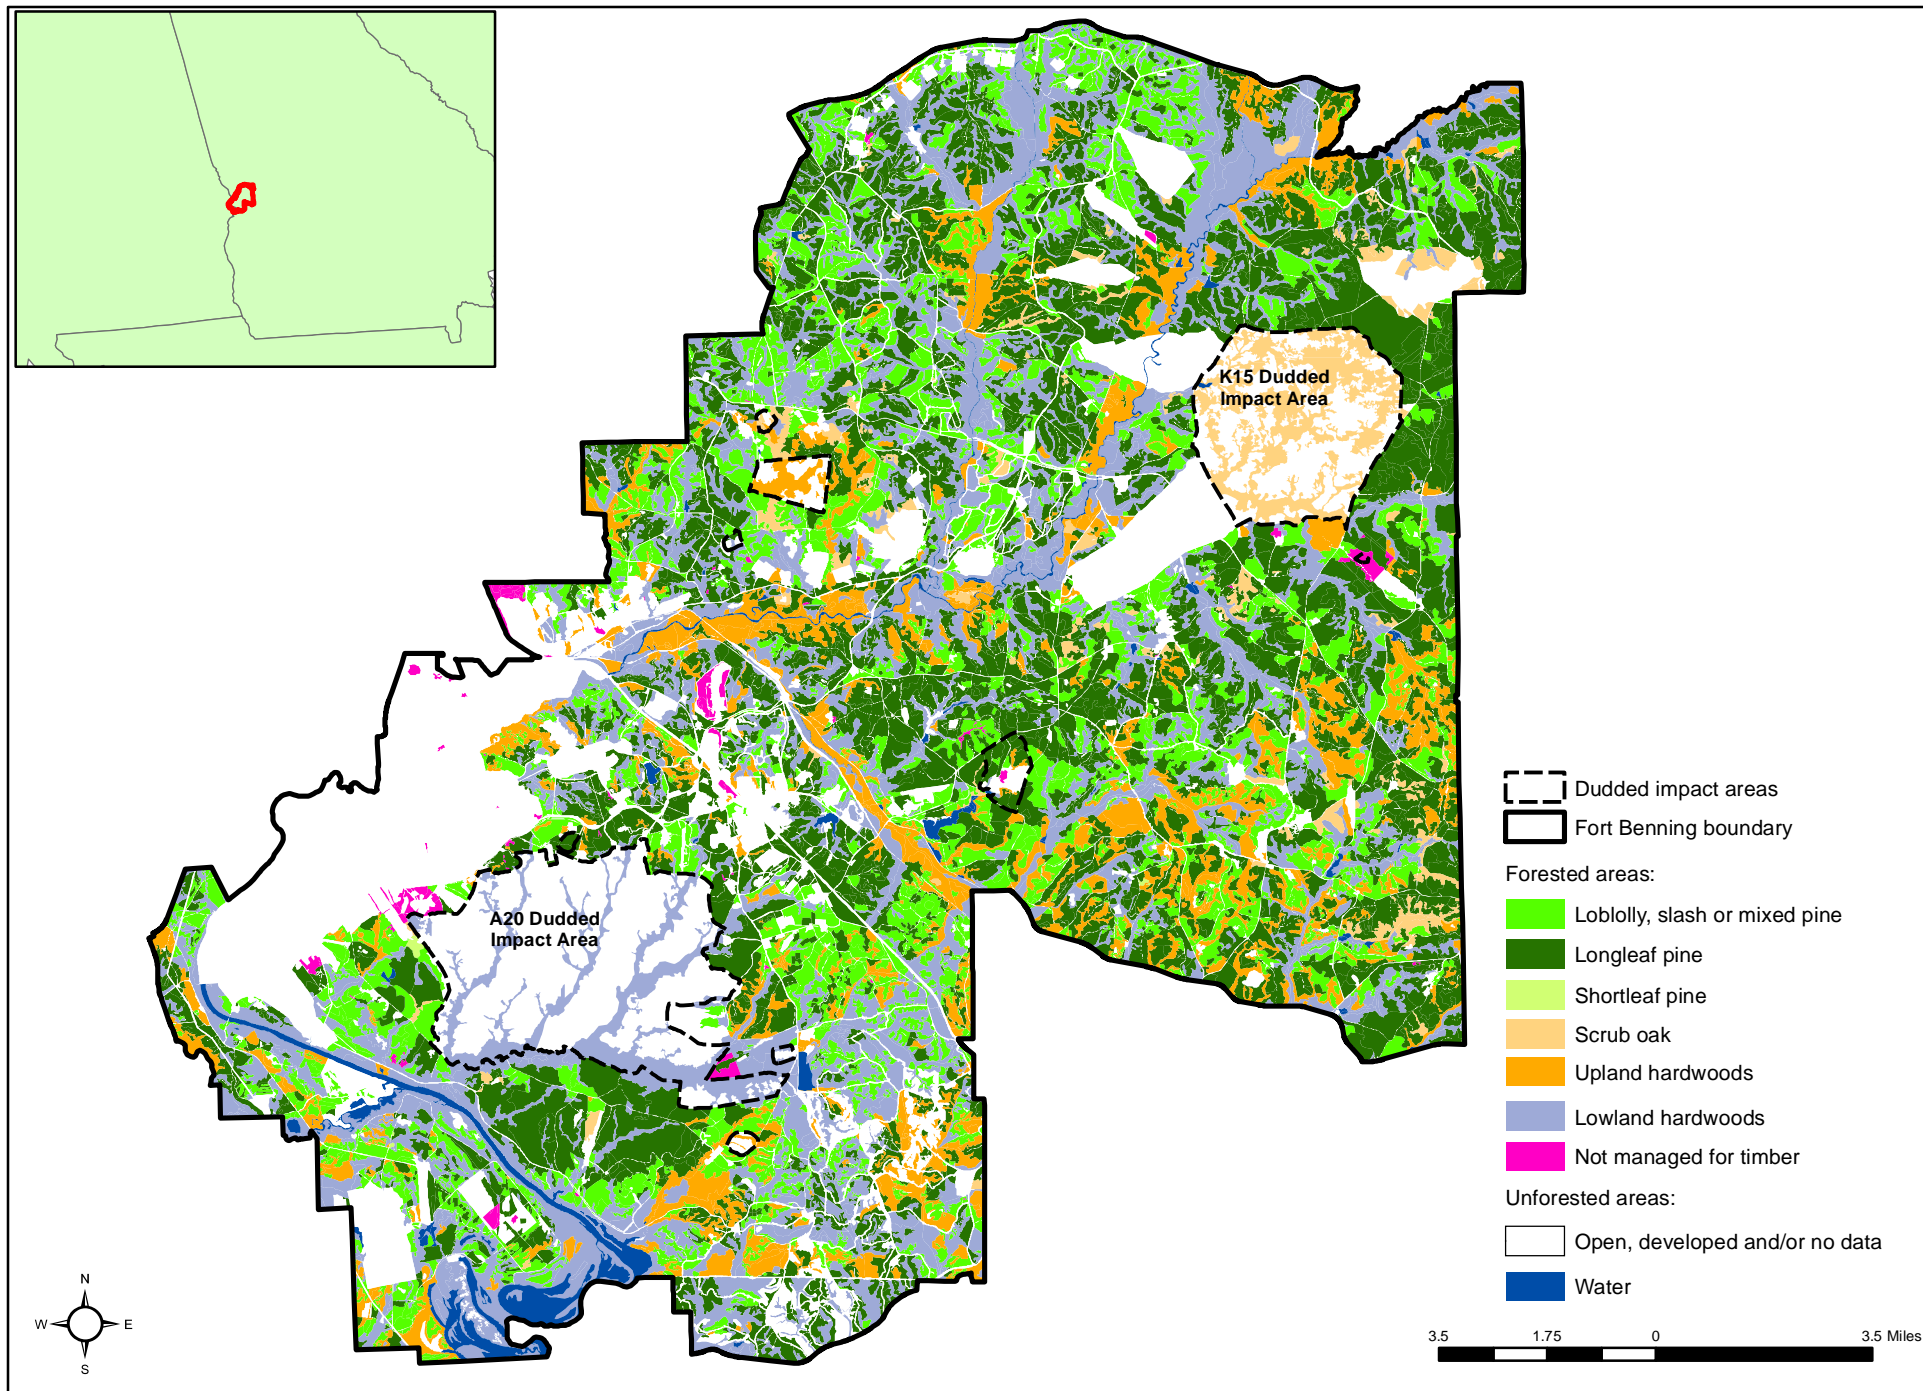 K15 Dudded
Impact Area
A20 Dudded
Impact Area
Dudded impact areas
Fort Benning boundary
Forested areas:
Loblolly, slash or mixed pine
Longleaf pine
Shortleaf pine
Scrub oak
Upland hardwoods
Lowland hardwoods
Not managed for timber
Unforested areas:
Open, developed and/or no data
Water
N
W E
S
3.5 1.75 0 3.5 Miles